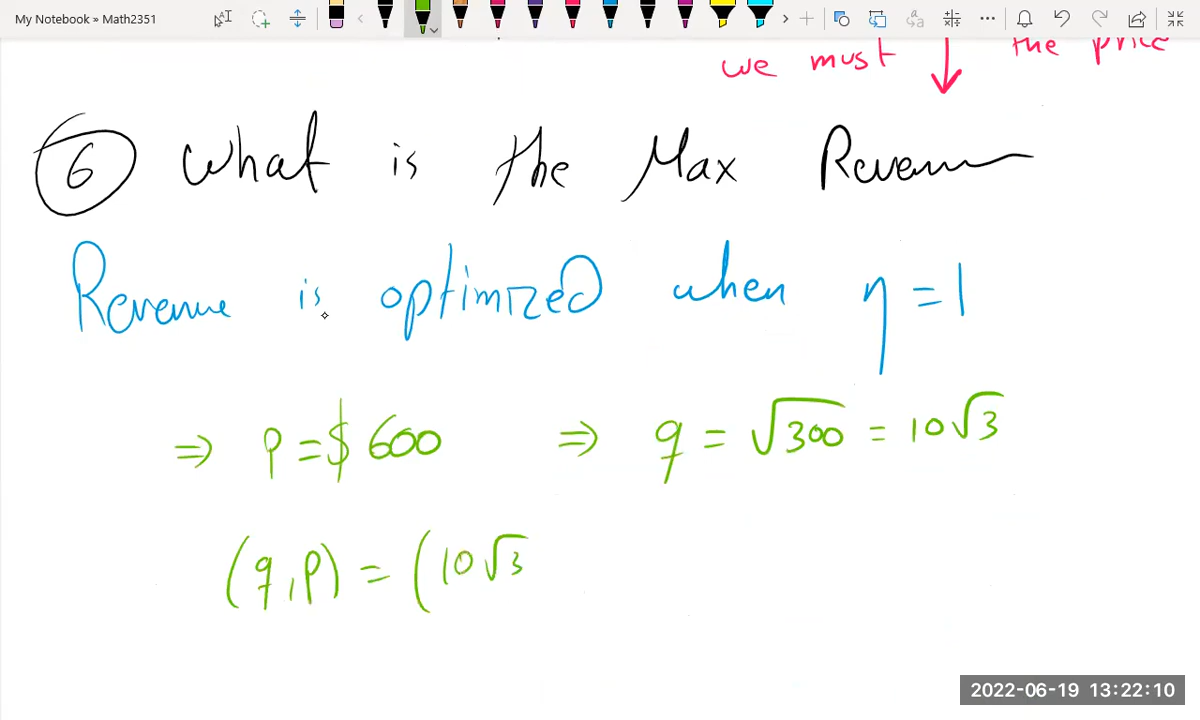 My Notebook » Math2351
we must ↓ the price
⑥ What is the Max Revenue
Revenue is optimized when η = 1
⇒ p = $600 ⇒ q = √300 = 10√3
(q, p) = (10√3
2022-06-19 13:22:10